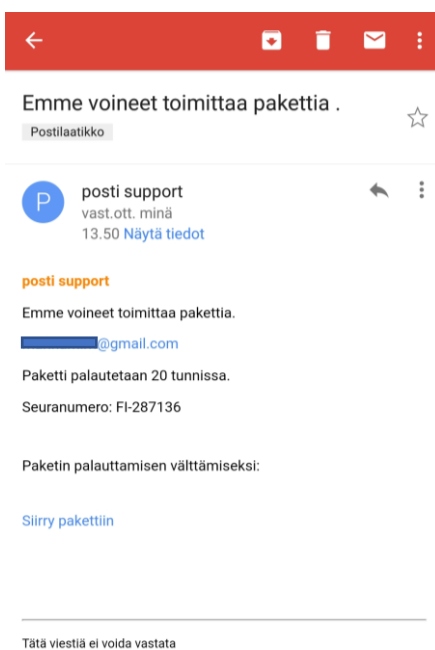 Emme voineet toimittaa pakettia .
Postilaatikko
P
posti support
vast.ott. minä
13.50 Näytä tiedot
posti support
Emme voineet toimittaa pakettia.
@gmail.com
Paketti palautetaan 20 tunnissa.
Seuranumero: FI-287136
Paketin palauttamisen välttämiseksi:
Siirry pakettiin
Tätä viestiä ei voida vastata